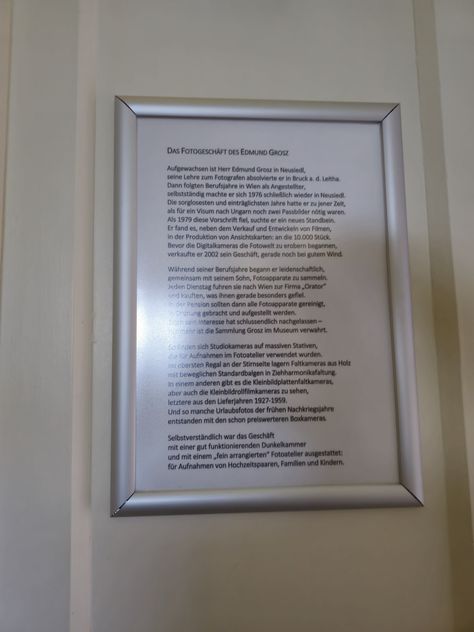 DAS FOTOGESCHÄFT DES EDMUND GROSZ
Aufgewachsen ist Herr Edmund Grosz in Neusiedl,
seine Lehre zum Fotografen absolvierte er in Bruck a. d. Leitha.
Dann folgten Berufsjahre in Wien als Angestellter,
selbstständig machte er sich 1976 schließlich wieder in Neusiedl.
Die sorglosesten und einträglichsten Jahre hatte er zu jener Zeit,
als für ein Visum nach Ungarn noch zwei Passbilder nötig waren.
Als 1979 diese Vorschrift fiel, suchte er ein neues Standbein.
Er fand es, neben dem Verkauf und Entwickeln von Filmen,
in der Produktion von Ansichtskarten: an die 10.000 Stück.
Bevor die Digitalkameras die Fotowelt zu erobern begannen,
verkaufte er 2002 sein Geschäft, gerade noch bei gutem Wind.
Während seiner Berufsjahre begann er leidenschaftlich,
gemeinsam mit seinem Sohn, Fotoapparate zu sammeln.
Jeden Dienstag fuhren sie nach Wien zur Firma „Orator"
und kauften, was ihnen gerade besonders gefiel.
In der Pension sollten dann alle Fotoapparate gereinigt,
in Ordnung gebracht und aufgestellt werden.
Doch sein Interesse hat schlussendlich nachgelassen –
nunmehr ist die Sammlung Grosz im Museum verwahrt.
So finden sich Studiokameras auf massiven Stativen,
die für Aufnahmen im Fotoatelier verwendet wurden.
Im obersten Regal an der Stirnseite lagern Faltkameras aus Holz
mit beweglichen Standardbalgen in Ziehharmonikafaltung.
In einem anderen gibt es die Kleinbildplattenfaltkameras,
aber auch die Kleinbildrollfilmkameras zu sehen,
letztere aus den Lieferjahren 1927-1959.
Und so manche Urlaubsfotos der frühen Nachkriegsjahre
entstanden mit den schon preiswerteren Boxkameras.
Selbstverständlich war das Geschäft
mit einer gut funktionierenden Dunkelkammer
und mit einem „fein arrangierten" Fotoatelier ausgestattet:
für Aufnahmen von Hochzeitspaaren, Familien und Kindern.